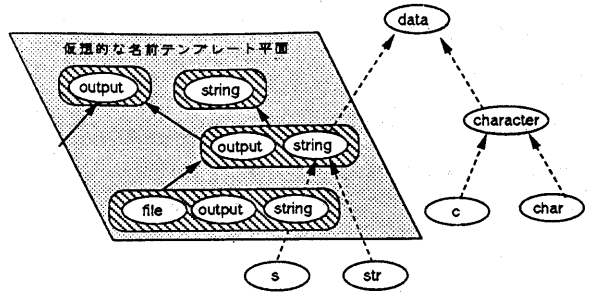 data
仮想的な名前テンプレート平面
output
string
character
output string
file output string
c
char
s
str